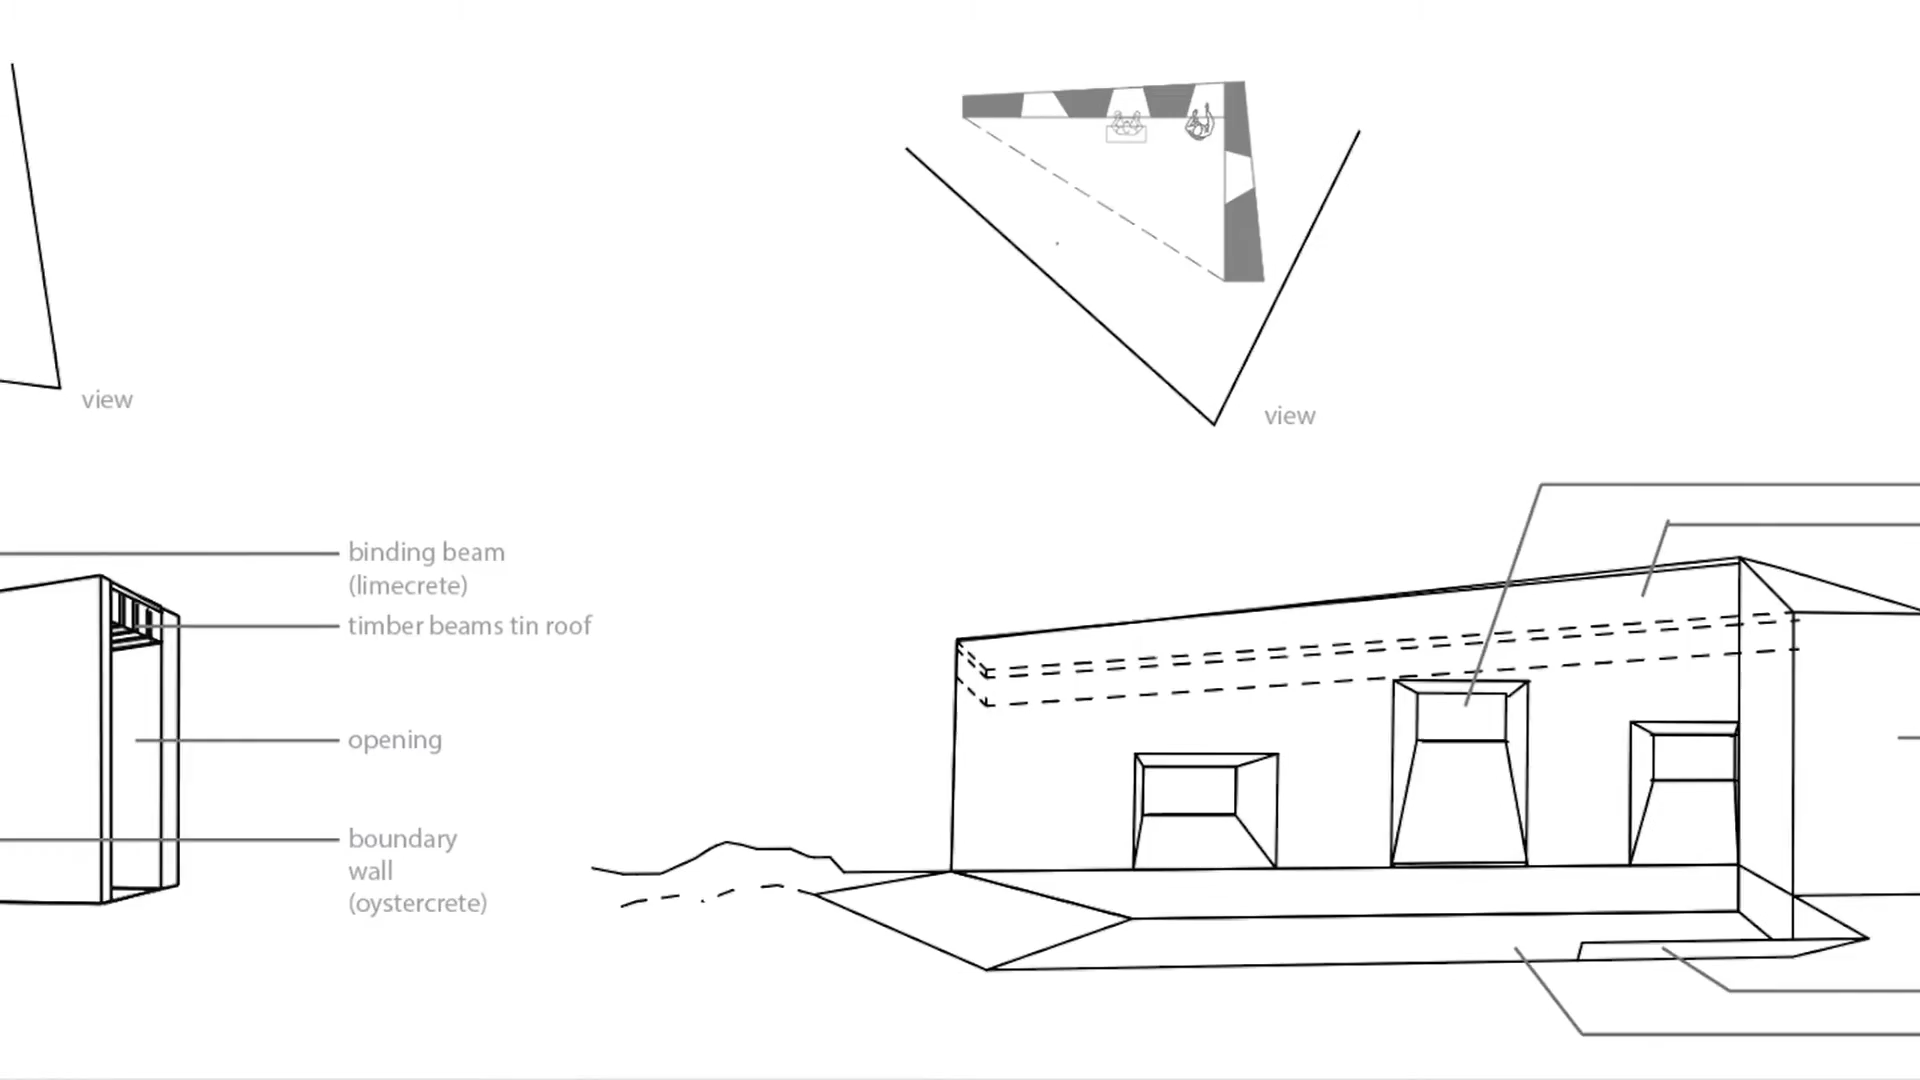 view
view
binding beam
(limecrete)
timber beams tin roof
opening
boundary
wall
(oystercrete)